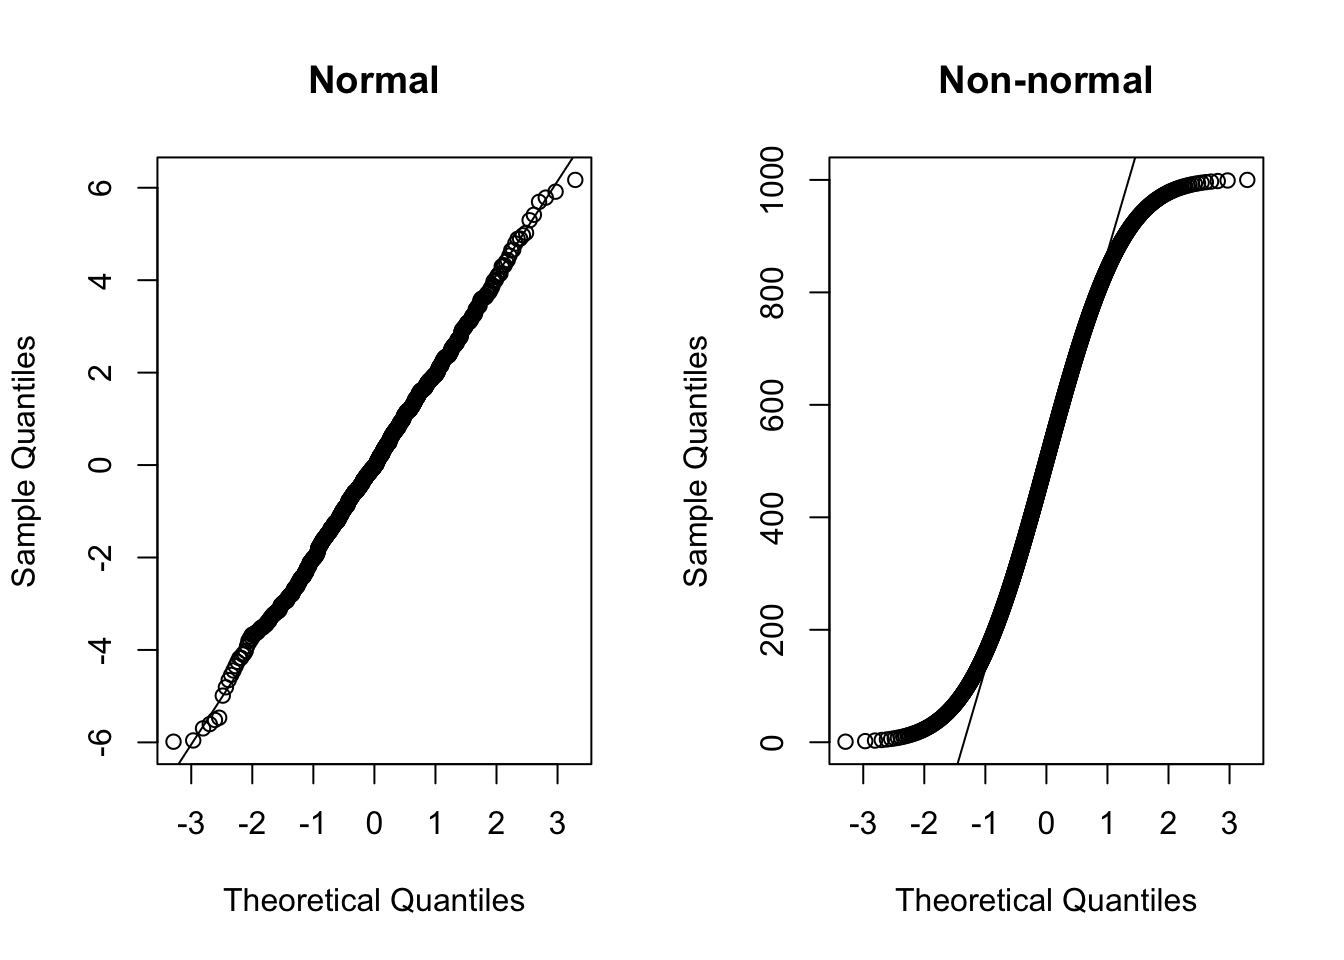 Normal
Sample Quantiles
6
4
2
0
-2
-4
-6
-3 -2 -1 0 1 2 3
Theoretical Quantiles
Non-normal
Sample Quantiles
1000
800
600
400
200
0
-3 -2 -1 0 1 2 3
Theoretical Quantiles